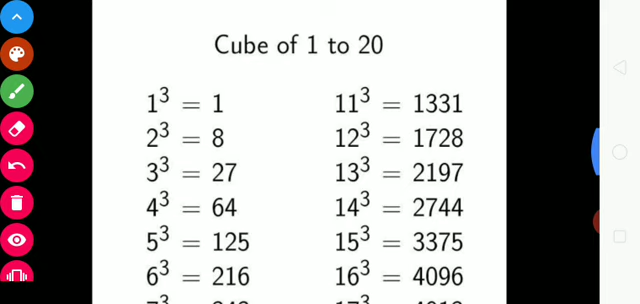 Cube of 1 to 20
1³ = 1 11³ = 1331
2³ = 8 12³ = 1728
3³ = 27 13³ = 2197
4³ = 64 14³ = 2744
5³ = 125 15³ = 3375
6³ = 216 16³ = 4096